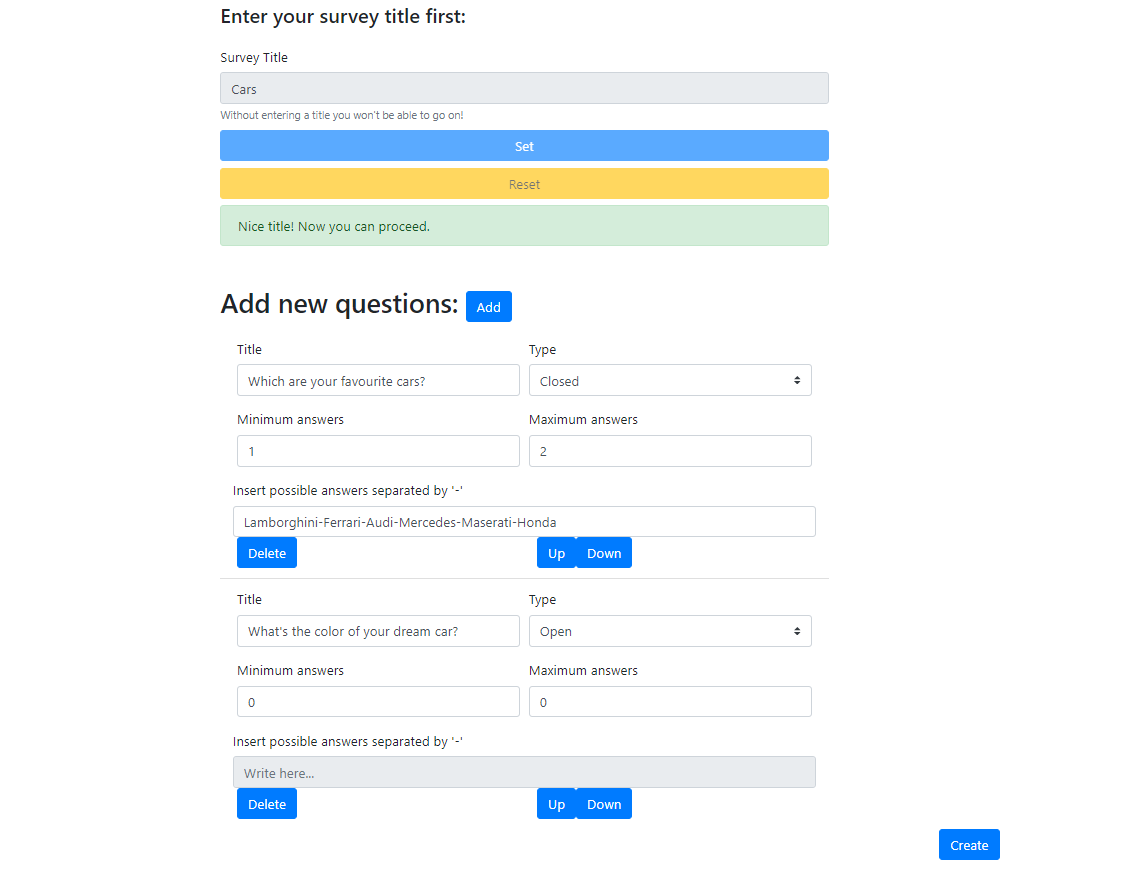 Enter your survey title first:
Survey Title
Cars
Without entering a title you won't be able to go on!
Set
Reset
Nice title! Now you can proceed.
Add new questions: Add
Title Type
Which are your favourite cars? Closed
Minimum answers Maximum answers
1 2
Insert possible answers separated by '-'
Lamborghini-Ferrari-Audi-Mercedes-Maserati-Honda
Delete Up Down
Title Type
What's the color of your dream car? Open
Minimum answers Maximum answers
0 0
Insert possible answers separated by '-'
Write here...
Delete Up Down
Create